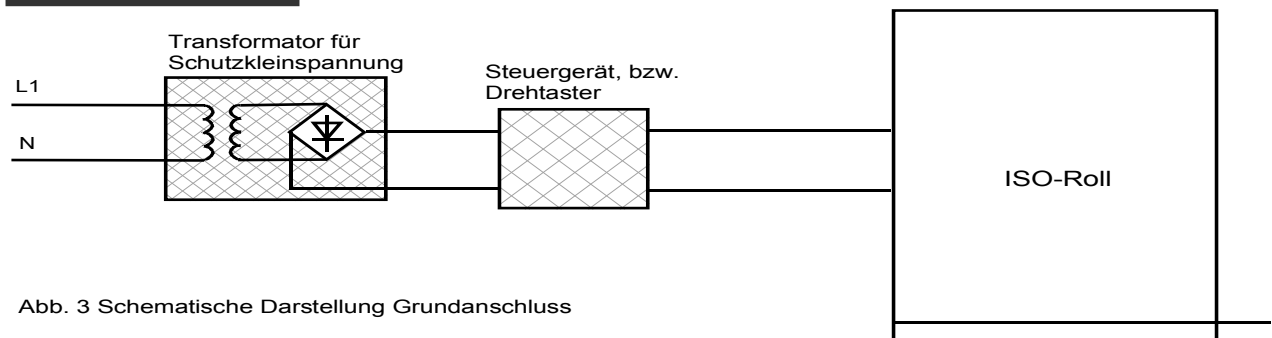 Transformator für
Schutzkleinspannung
Steuergerät, bzw.
Drehtaster
L1
N
ISO-Roll
Abb. 3 Schematische Darstellung Grundanschluss